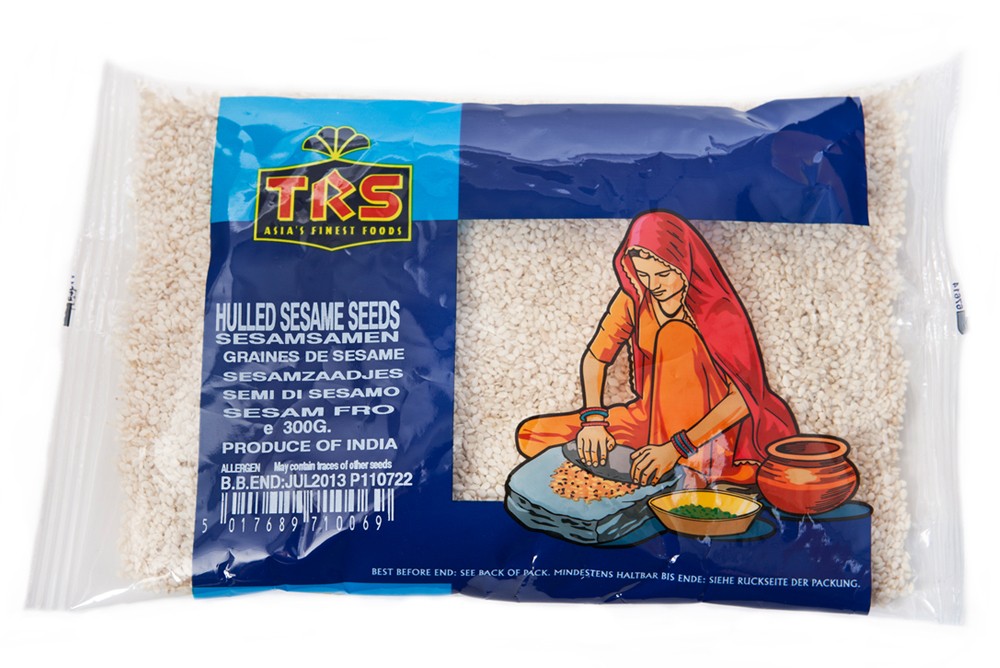 TRS
ASIA'S FINEST FOODS
HULLED SESAME SEEDS
SESAMSAMEN
GRAINES DE SESAME
SESAMZAADJES
SEMI DI SESAMO
SESAM FRO
e 300G.
PRODUCE OF INDIA
ALLERGEN May contain traces of other seeds
B.B.END:JUL2013 P110722
5 017689 710069
BEST BEFORE END: SEE BACK OF PACK. MINDESTENS HALTBAR BIS ENDE: SIEHE RUCKSEITE DER PACKUNG.